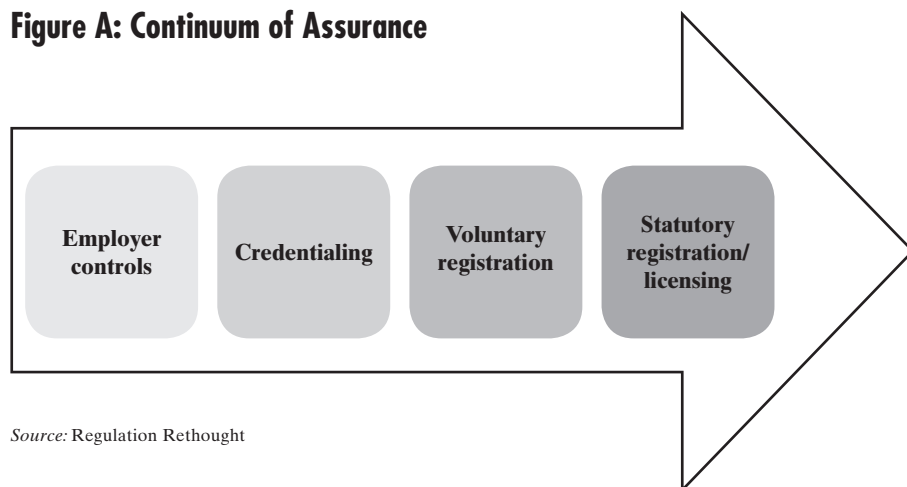 Figure A: Continuum of Assurance
Employer
controls
Credentialing
Voluntary
registration
Statutory
registration/
licensing
Source: Regulation Rethought